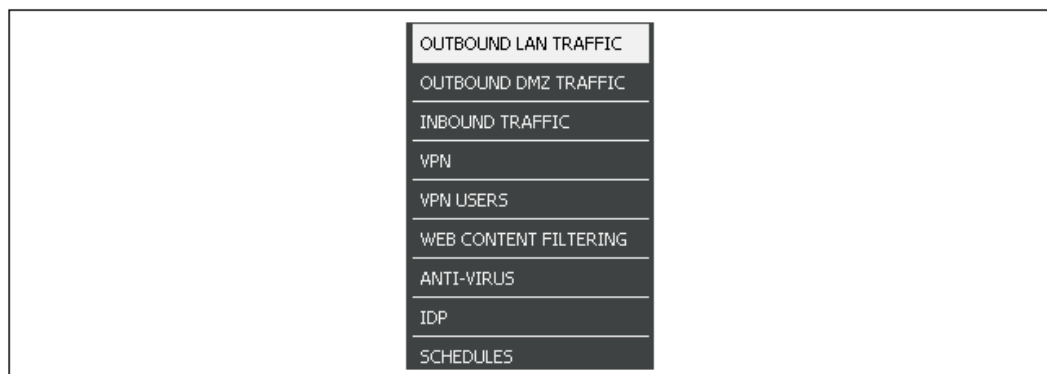 OUTBOUND LAN TRAFFIC
OUTBOUND DMZ TRAFFIC
INBOUND TRAFFIC
VPN
VPN USERS
WEB CONTENT FILTERING
ANTI-VIRUS
IDP
SCHEDULES